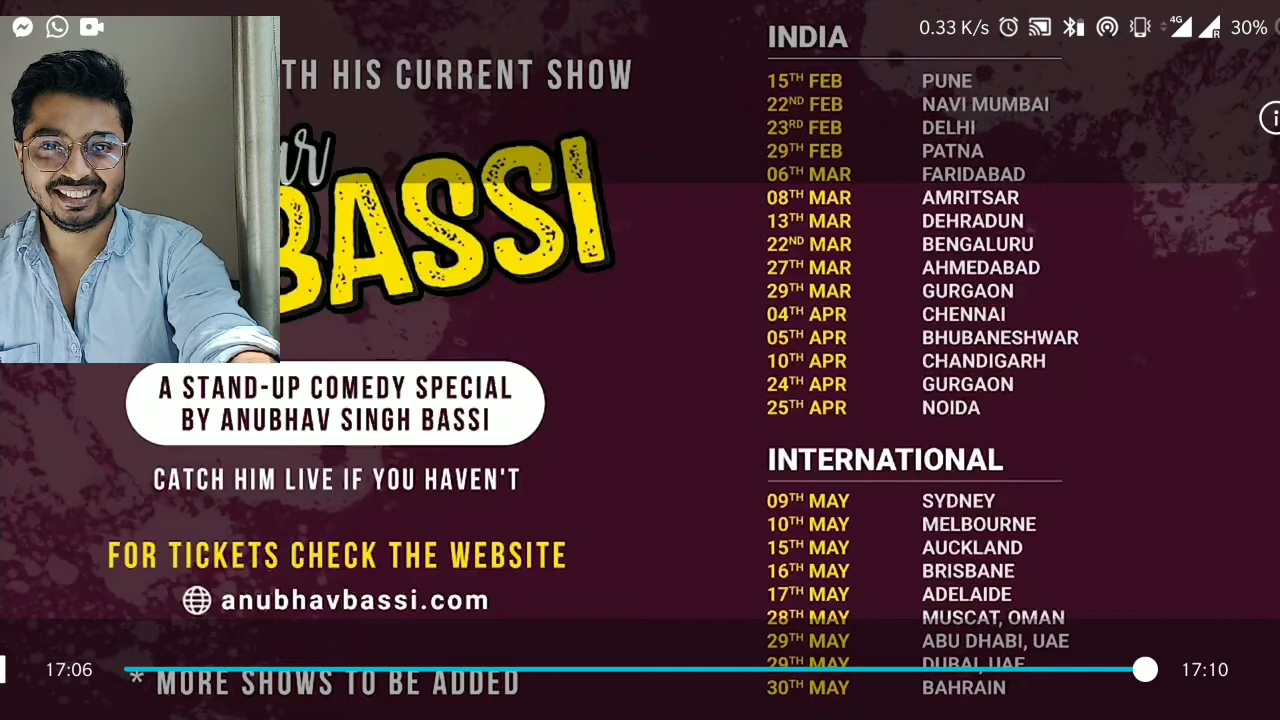 0.33 K/s 4G R 30%
TH HIS CURRENT SHOW
BASSI
A STAND-UP COMEDY SPECIAL
BY ANUBHAV SINGH BASSI
CATCH HIM LIVE IF YOU HAVEN'T
FOR TICKETS CHECK THE WEBSITE
anubhavbassi.com
* MORE SHOWS TO BE ADDED
INDIA
15TH FEB PUNE
22ND FEB NAVI MUMBAI
23RD FEB DELHI
29TH FEB PATNA
06TH MAR FARIDABAD
08TH MAR AMRITSAR
13TH MAR DEHRADUN
22ND MAR BENGALURU
27TH MAR AHMEDABAD
29TH MAR GURGAON
04TH APR CHENNAI
05TH APR BHUBANESHWAR
10TH APR CHANDIGARH
24TH APR GURGAON
25TH APR NOIDA
INTERNATIONAL
09TH MAY SYDNEY
10TH MAY MELBOURNE
15TH MAY AUCKLAND
16TH MAY BRISBANE
17TH MAY ADELAIDE
28TH MAY MUSCAT, OMAN
29TH MAY ABU DHABI, UAE
29TH MAY DUBAI, UAE
30TH MAY BAHRAIN
17:06 17:10